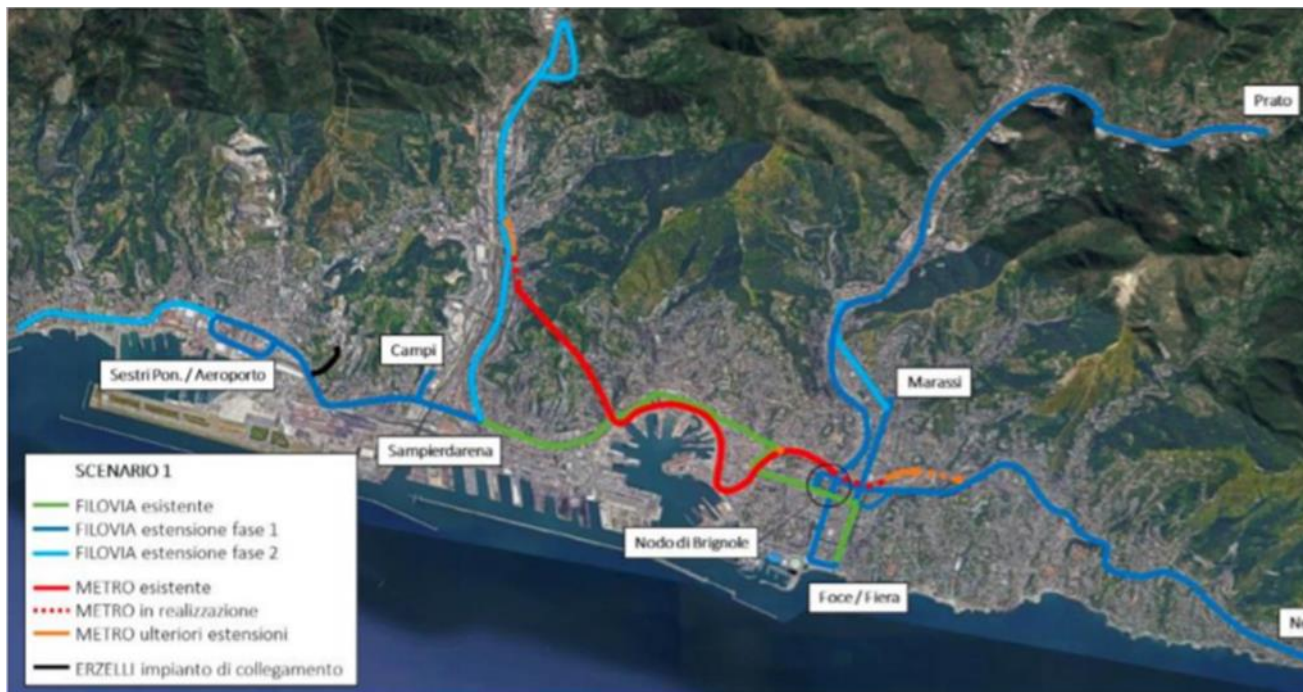 Prato
Campi
Sestri Pon. / Aeroporto
Marassi
Sampierdarena
Nodo di Brignole
Foce / Fiera
SCENARIO 1
FILOVIA esistente
FILOVIA estensione fase 1
FILOVIA estensione fase 2
METRO esistente
METRO in realizzazione
METRO ulteriori estensioni
ERZELLI impianto di collegamento